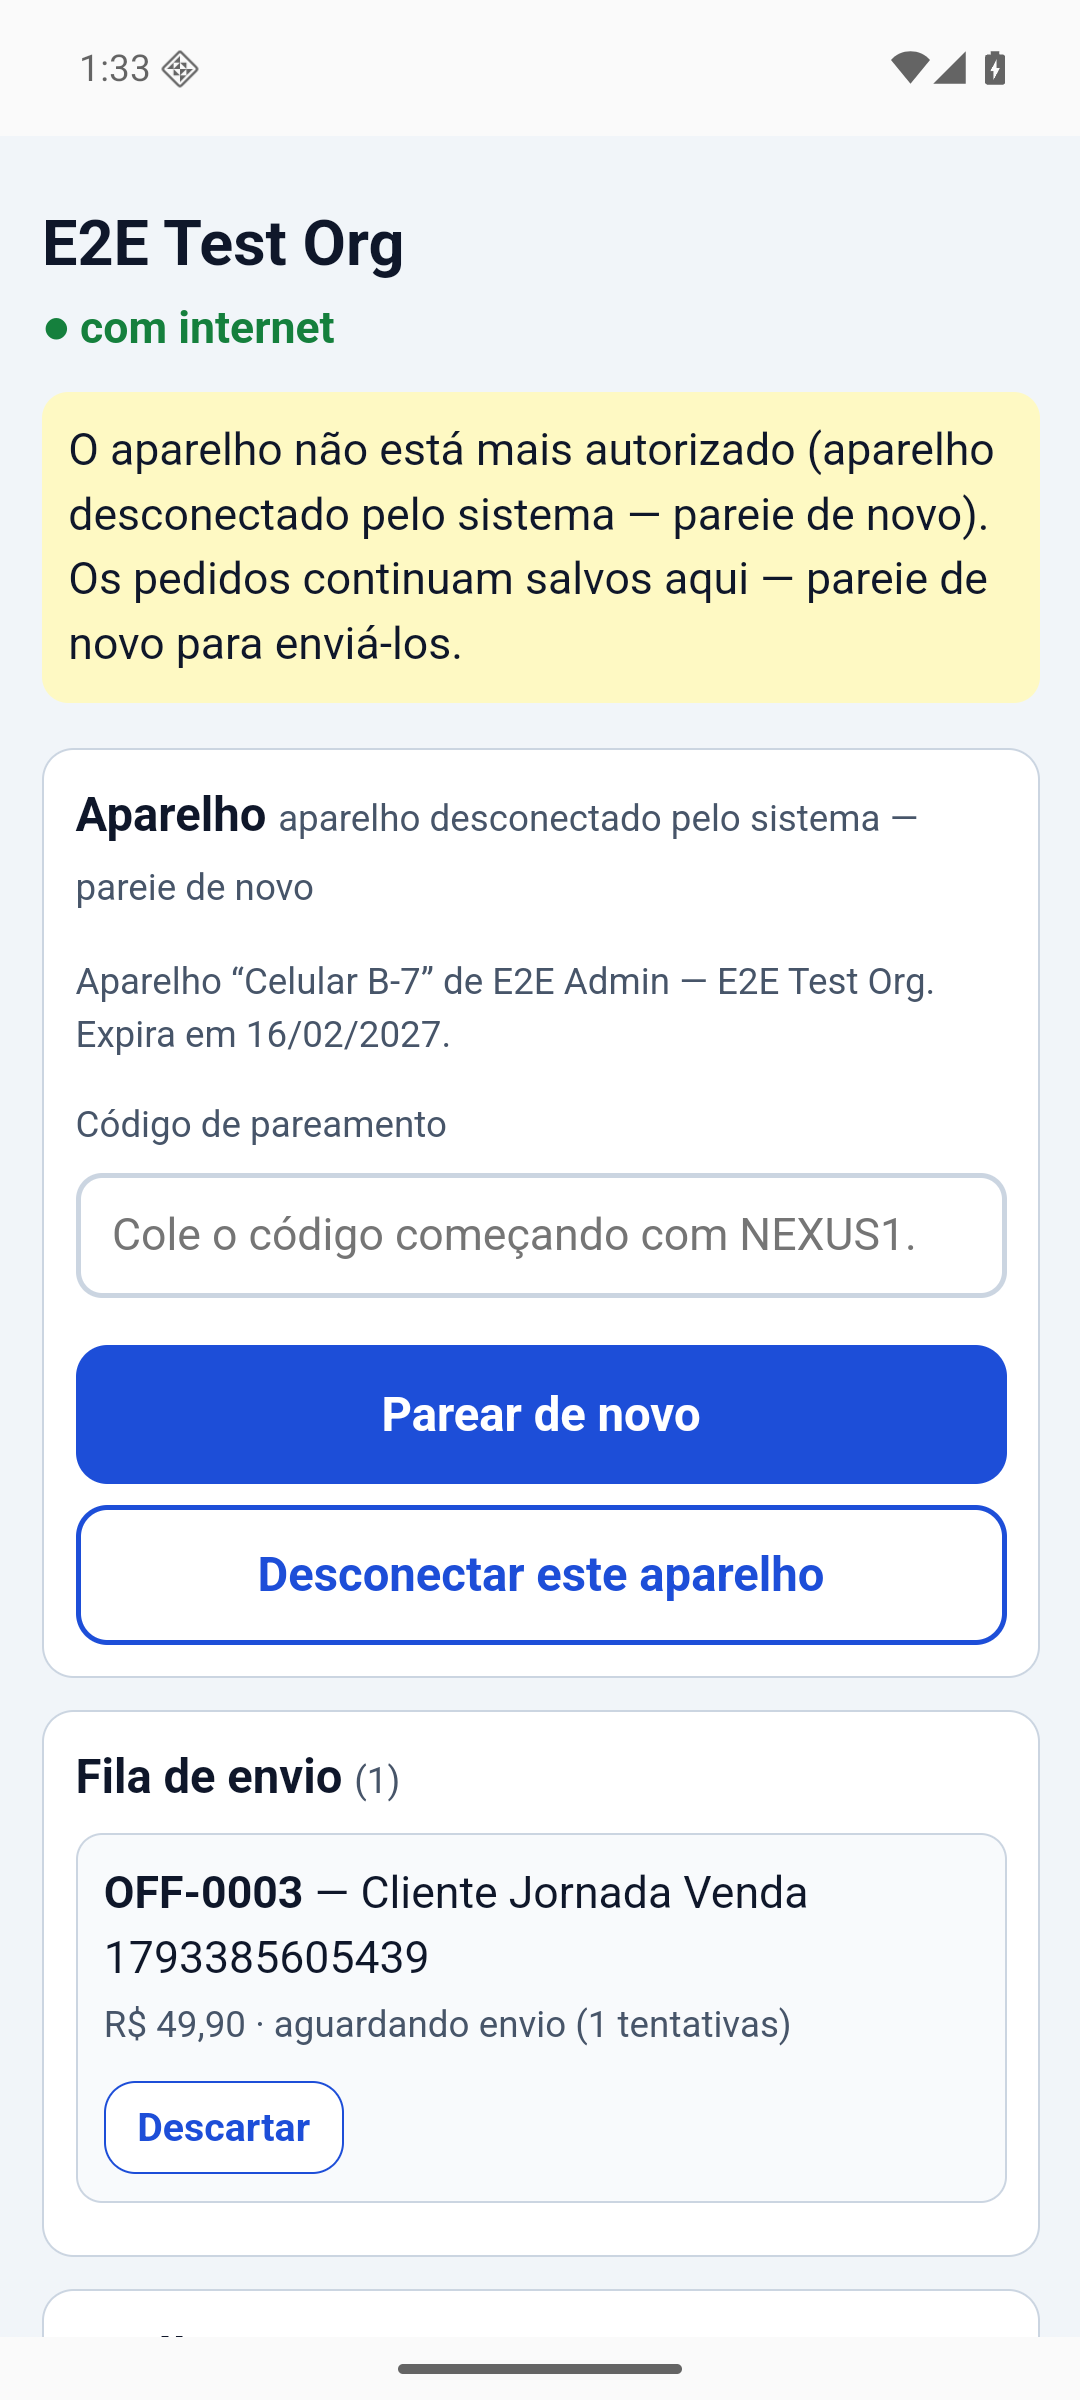 1:33
E2E Test Org
com internet
O aparelho não está mais autorizado (aparelho
desconectado pelo sistema — pareie de novo).
Os pedidos continuam salvos aqui — pareie de
novo para enviá-los.
Aparelho aparelho desconectado pelo sistema —
pareie de novo
Aparelho “Celular B-7” de E2E Admin — E2E Test Org.
Expira em 16/02/2027.
Código de pareamento
Cole o código começando com NEXUS1.
Parear de novo
Desconectar este aparelho
Fila de envio (1)
OFF-0003 — Cliente Jornada Venda
1793385605439
R$ 49,90 · aguardando envio (1 tentativas)
Descartar